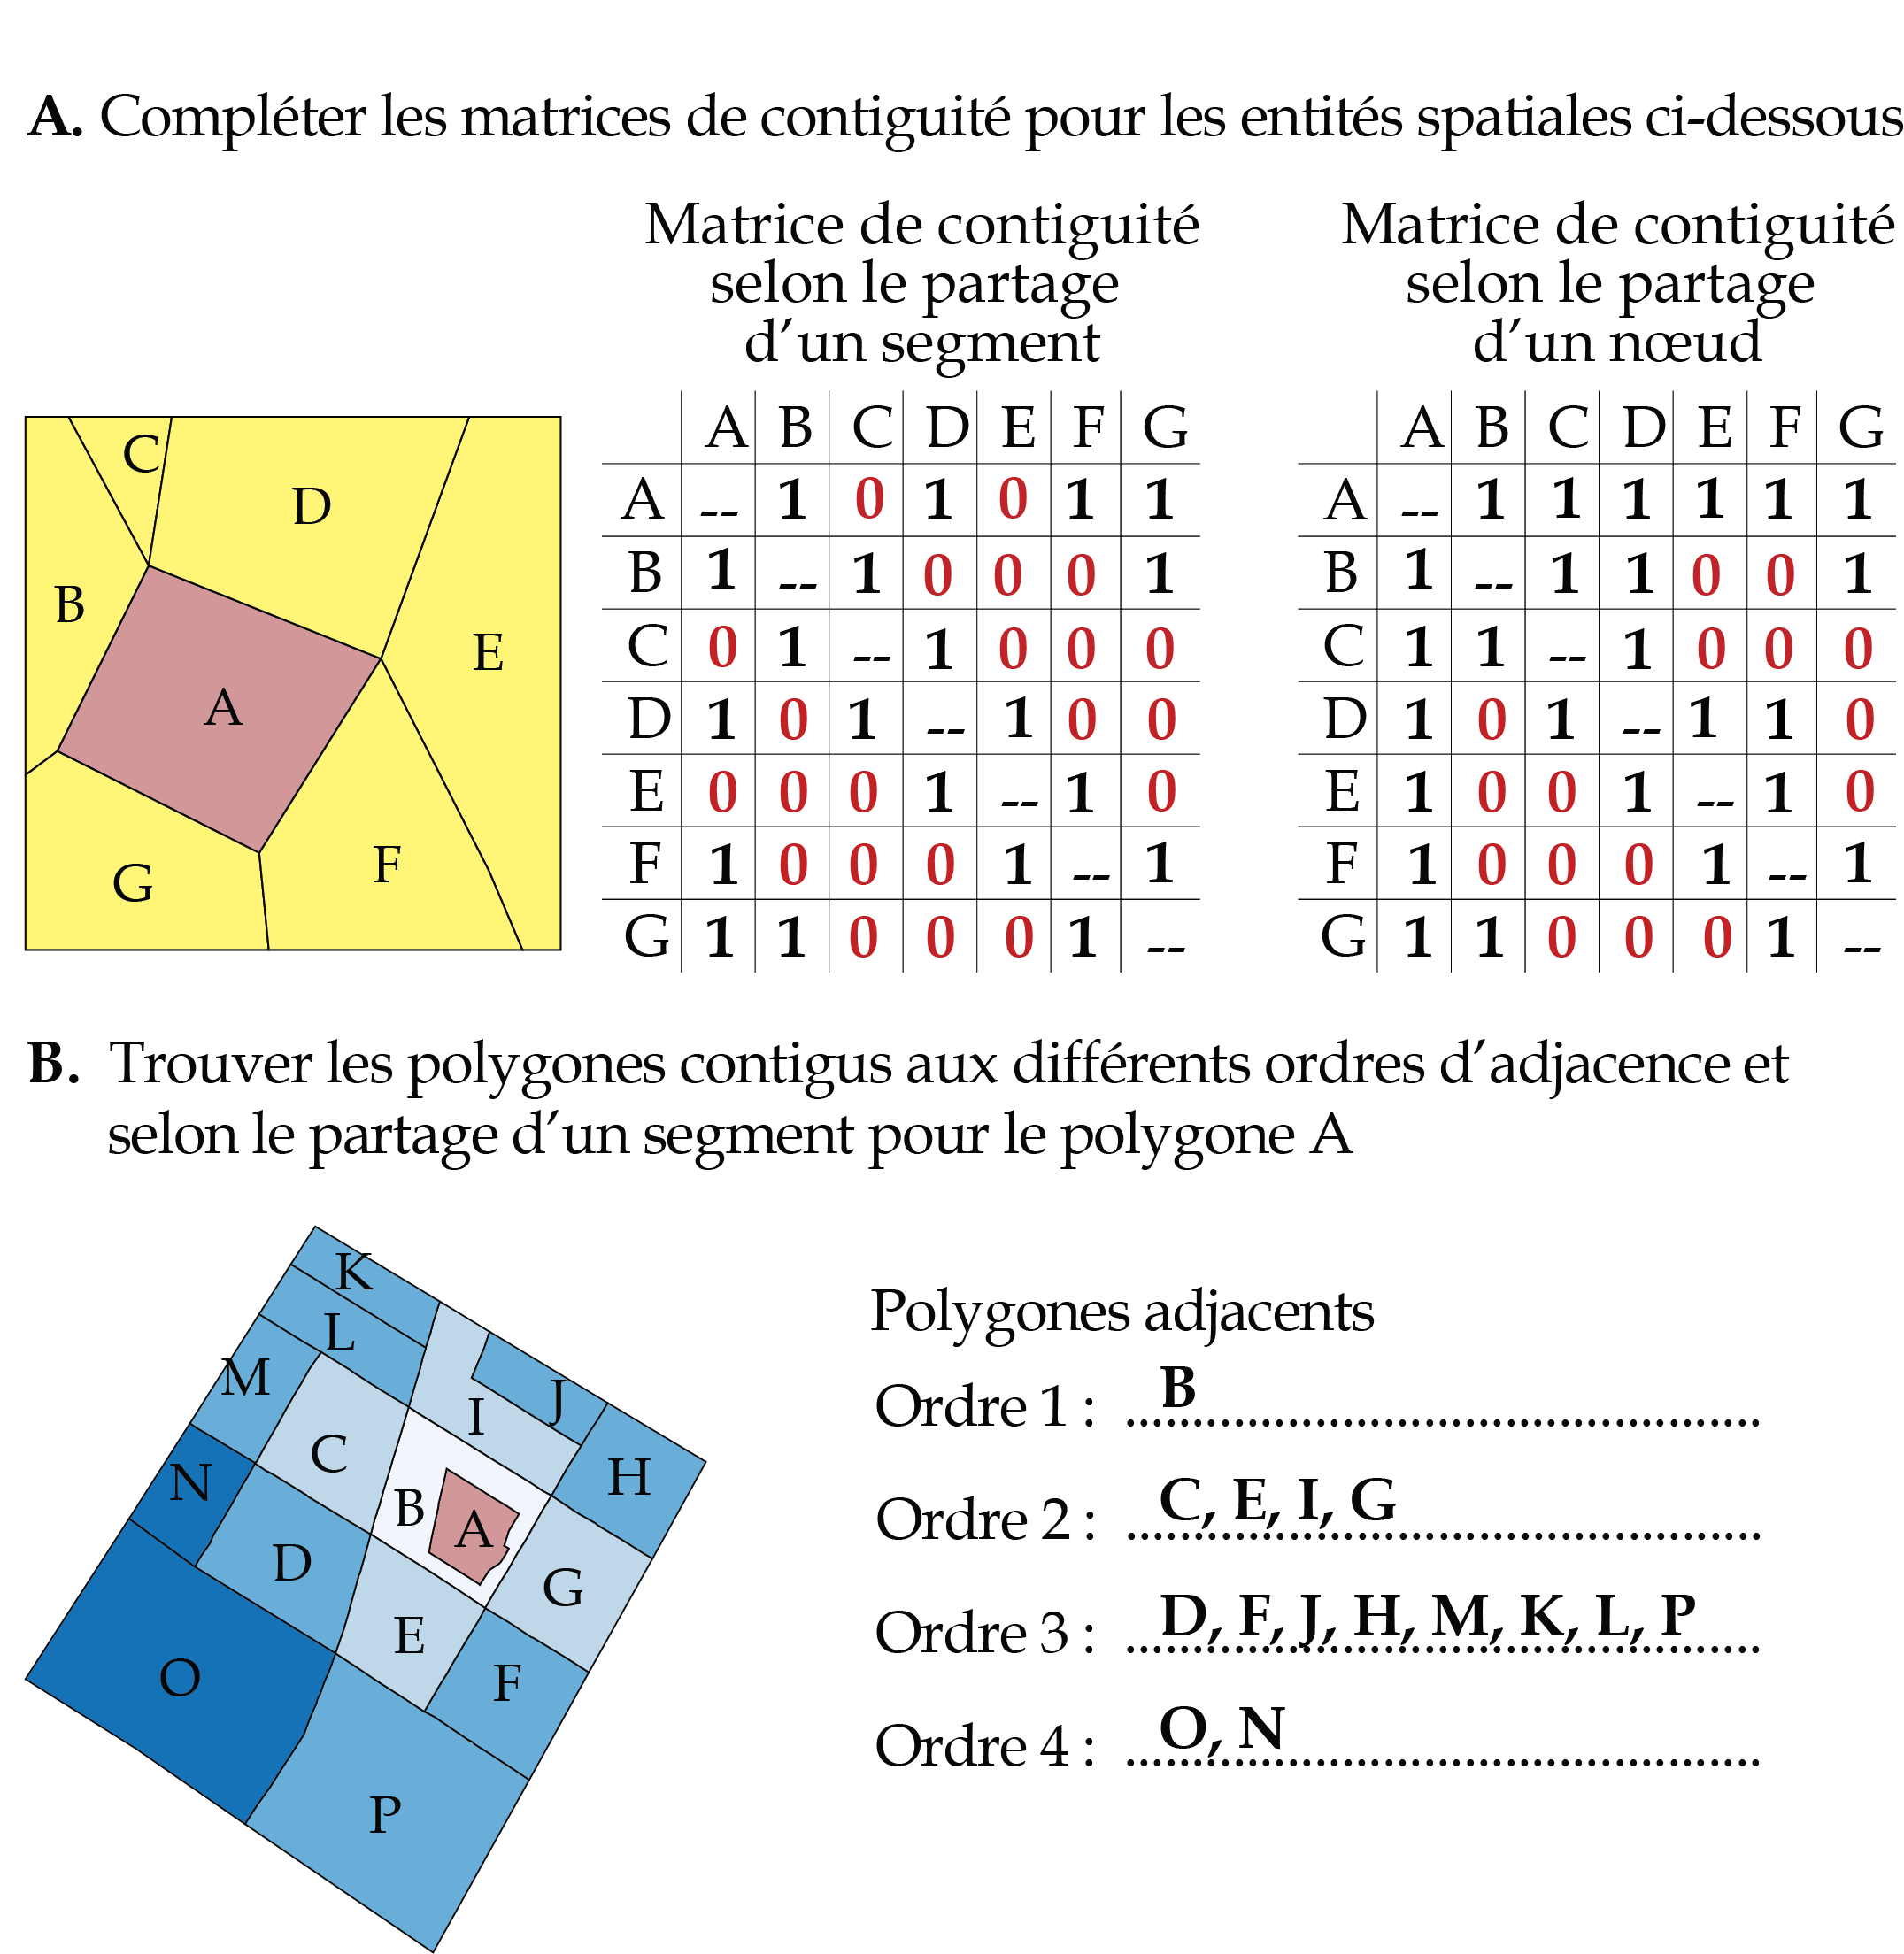 A. Compléter les matrices de contiguité pour les entités spatiales ci-dessous
Matrice de contiguité
selon le partage
d’un segment
Matrice de contiguité
selon le partage
d’un nœud
C
D
B
E
A
F
G
A B C D E F G
A -- 1 0 1 0 1 1
B 1 -- 1 0 0 0 1
C 0 1 -- 1 0 0 0
D 1 0 1 -- 1 0 0
E 0 0 0 1 -- 1 0
F 1 0 0 0 1 -- 1
G 1 1 0 0 0 1 --
A B C D E F G
A -- 1 1 1 1 1 1
B 1 -- 1 1 0 0 1
C 1 1 -- 1 0 0 0
D 1 0 1 -- 1 1 0
E 1 0 0 1 -- 1 0
F 1 0 0 0 1 -- 1
G 1 1 0 0 0 1 --
B. Trouver les polygones contigus aux différents ordres d’adjacence et
selon le partage d’un segment pour le polygone A
K
L
M
J
I
C
H
N
B
A
D
G
E
O
F
P
Polygones adjacents
Ordre 1 : B
Ordre 2 : C, E, I, G
Ordre 3 : D, F, J, H, M, K, L, P
Ordre 4 : O, N